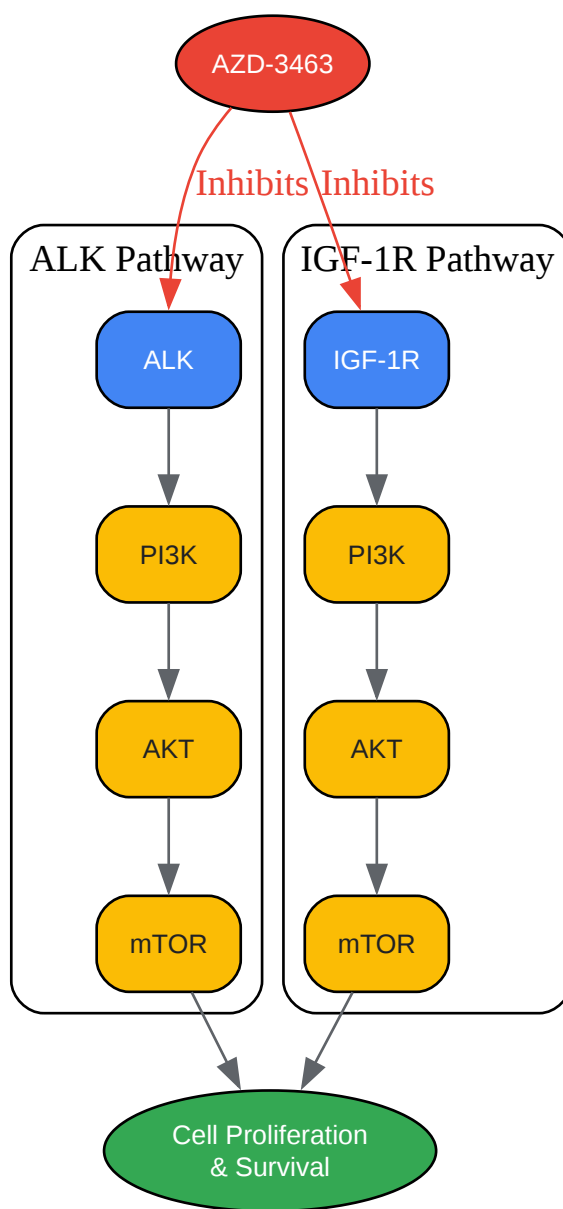 AZD-3463
Inhibits
Inhibits
ALK Pathway
IGF-1R Pathway
ALK
IGF-1R
PI3K
PI3K
AKT
AKT
mTOR
mTOR
Cell Proliferation
& Survival